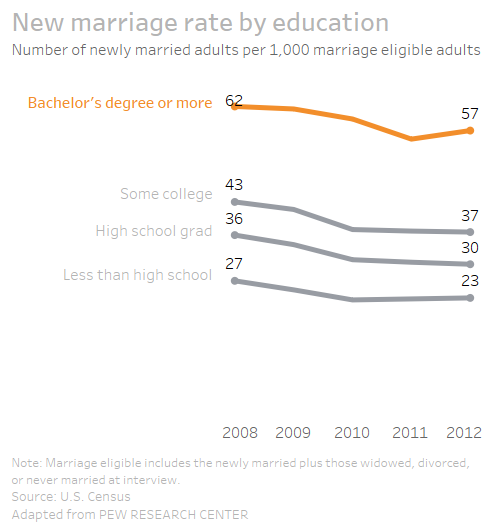 New marriage rate by education
Number of newly married adults per 1,000 marriage eligible adults
Bachelor's degree or more 62 57
Some college 43 37
High school grad 36 30
Less than high school 27 23
2008 2009 2010 2011 2012
Note: Marriage eligible includes the newly married plus those widowed, divorced,
or never married at interview.
Source: U.S. Census
Adapted from PEW RESEARCH CENTER